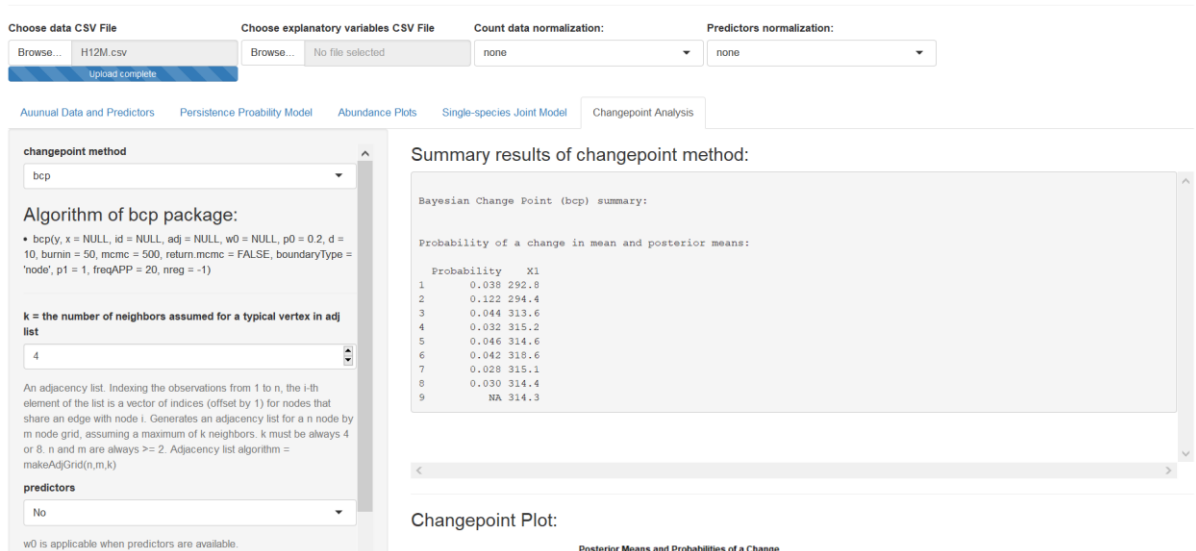 Choose data CSV File
Choose explanatory variables CSV File
Count data normalization:
Predictors normalization:
Browse...
H12M.csv
Browse...
No file selected
none
none
Upload complete
Auunual Data and Predictors
Persistence Proability Model
Abundance Plots
Single-species Joint Model
Changepoint Analysis
changepoint method
bcp
Algorithm of bcp package:
• bcp(y, x = NULL, id = NULL, adj = NULL, w0 = NULL, p0 = 0.2, d =
10, burnin = 50, mcmc = 500, return.mcmc = FALSE, boundaryType =
'node', p1 = 1, freqAPP = 20, nreg = -1)
k = the number of neighbors assumed for a typical vertex in adj
list
4
An adjacency list. Indexing the observations from 1 to n, the i-th
element of the list is a vector of indices (offset by 1) for nodes that
share an edge with node i. Generates an adjacency list for a n node by
m node grid, assuming a maximum of k neighbors. k must be always 4
or 8. n and m are always >= 2. Adjacency list algorithm =
makeAdjGrid(n,m,k)
predictors
No
w0 is applicable when predictors are available.
Summary results of changepoint method:
Bayesian Change Point (bcp) summary:
Probability of a change in mean and posterior means:
Probability X1
1 0.038 292.8
2 0.122 294.4
3 0.044 313.6
4 0.032 315.2
5 0.046 314.6
6 0.042 318.6
7 0.028 315.1
8 0.030 314.4
9 NA 314.3
Changepoint Plot:
Posterior Means and Probabilities of a Change